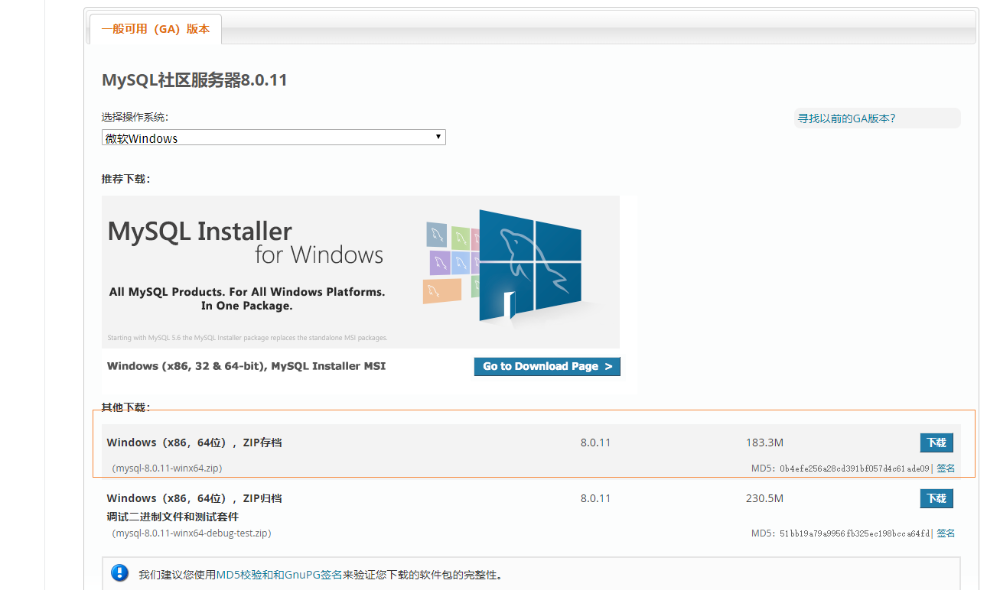 一般可用（GA）版本
MySQL社区服务器8.0.11
选择操作系统：
寻找以前的GA版本?
微软Windows
推荐下载：
MySQL Installer
for Windows
All MySQL Products. For All Windows Platforms.
In One Package.
Starting with MySQL 5.6 the MySQL Installer package replaces the standalone MSI packages.
Windows (x86, 32 & 64-bit), MySQL Installer MSI
Go to Download Page >
其他下载：
Windows（x86，64位），ZIP存档 8.0.11 183.3M 下载
（mysql-8.0.11-winx64.zip） MD5：0b4efe256a28cd391bf057d4c61ade09| 签名
Windows（x86，64位），ZIP归档 8.0.11 230.5M 下载
调试二进制文件和测试套件
（mysql-8.0.11-winx64-debug-test.zip） MD5：51bb19a79a9956fb325ec198bcca64fd| 签名
我们建议您使用MD5校验和和GnuPG签名来验证您下载的软件包的完整性。